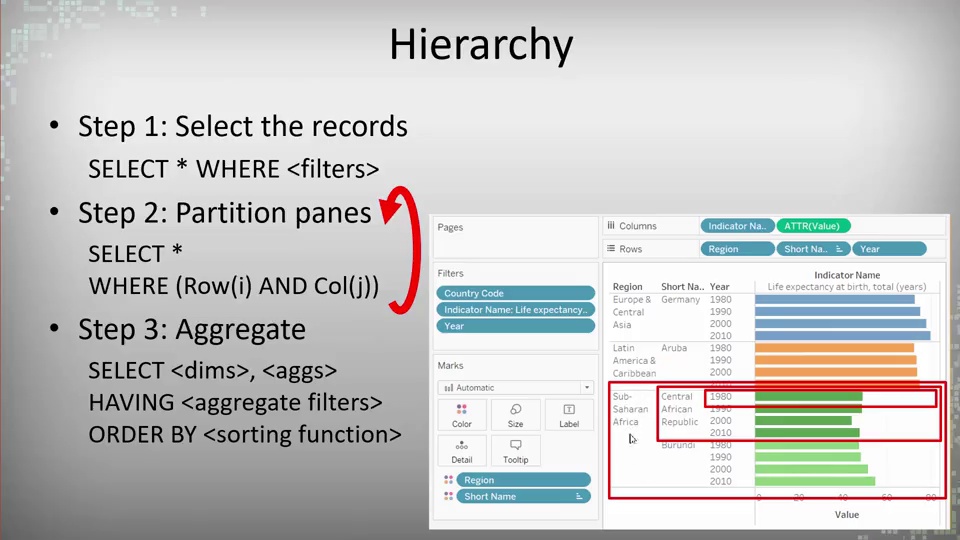 Hierarchy
• Step 1: Select the records
SELECT * WHERE <filters>
• Step 2: Partition panes
SELECT *
WHERE (Row(i) AND Col(j))
• Step 3: Aggregate
SELECT <dims>, <aggs>
HAVING <aggregate filters>
ORDER BY <sorting function>
Pages
Filters
Country Code
Indicator Name: Life expectancy..
Year
Marks
Automatic
Color Size Label
Detail Tooltip
Region
Short Name
Columns Indicator Na.. ATTR(Value)
Rows Region Short Na.. Year
Indicator Name
Region Short Na.. Year Life expectancy at birth, total (years)
Europe & Germany 1980
Central 1990
Asia 2000
2010
Latin Aruba 1980
America & 1990
Caribbean 2000
Sub- Central 1980
Saharan African 1990
Africa Republic 2000
2010
Burundi 1980
1990
2000
2010
0 20 40 60 80
Value